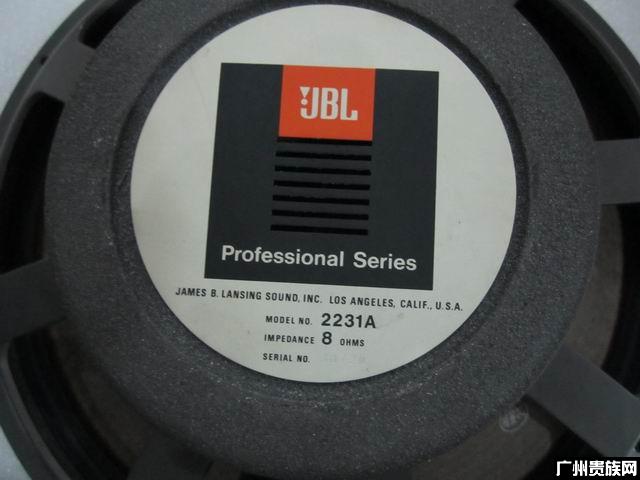 JBL
Professional Series
JAMES B. LANSING SOUND, INC. LOS ANGELES, CALIF., U.S.A.
MODEL NO. 2231A
IMPEDANCE 8 OHMS
SERIAL NO.
广州贵族网